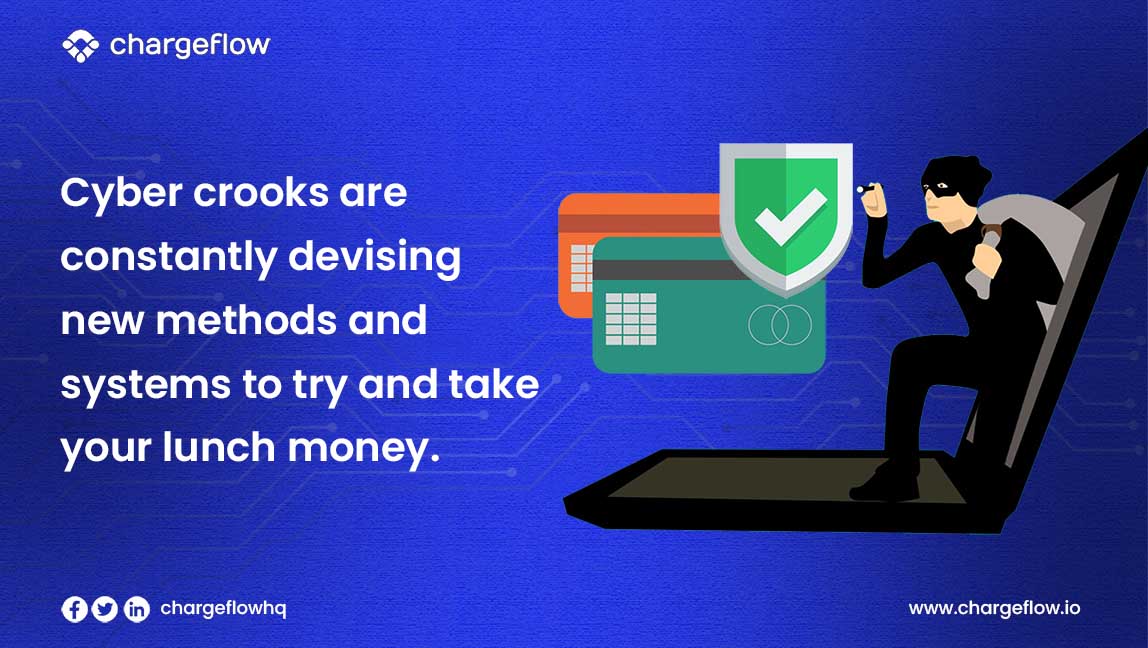 chargeflow
Cyber crooks are
constantly devising
new methods and
systems to try and take
your lunch money.
chargeflowhq
www.chargeflow.io